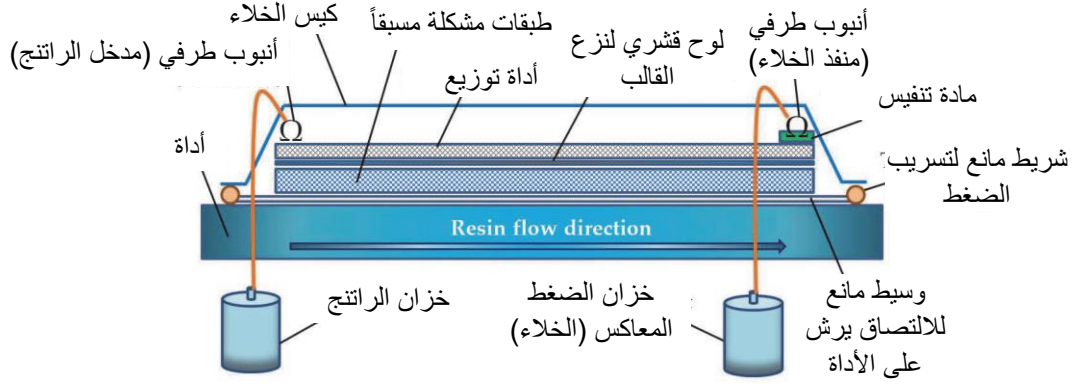 كيس الخلاء
أنبوب طرفي (مدخل الراتنج)
طبقات مشكلة مسبقاً
أداة توزيع
لوح قشري لنزع
القالب
أنبوب طرفي
(منفذ الخلاء)
مادة تنفيس
أداة
شريط مانع لتسريب
الضغط
Resin flow direction
خزان الراتنج
خزان الضغط
المعاكس (الخلاء)
وسيط مانع
للالتصاق يرش
على الأداة